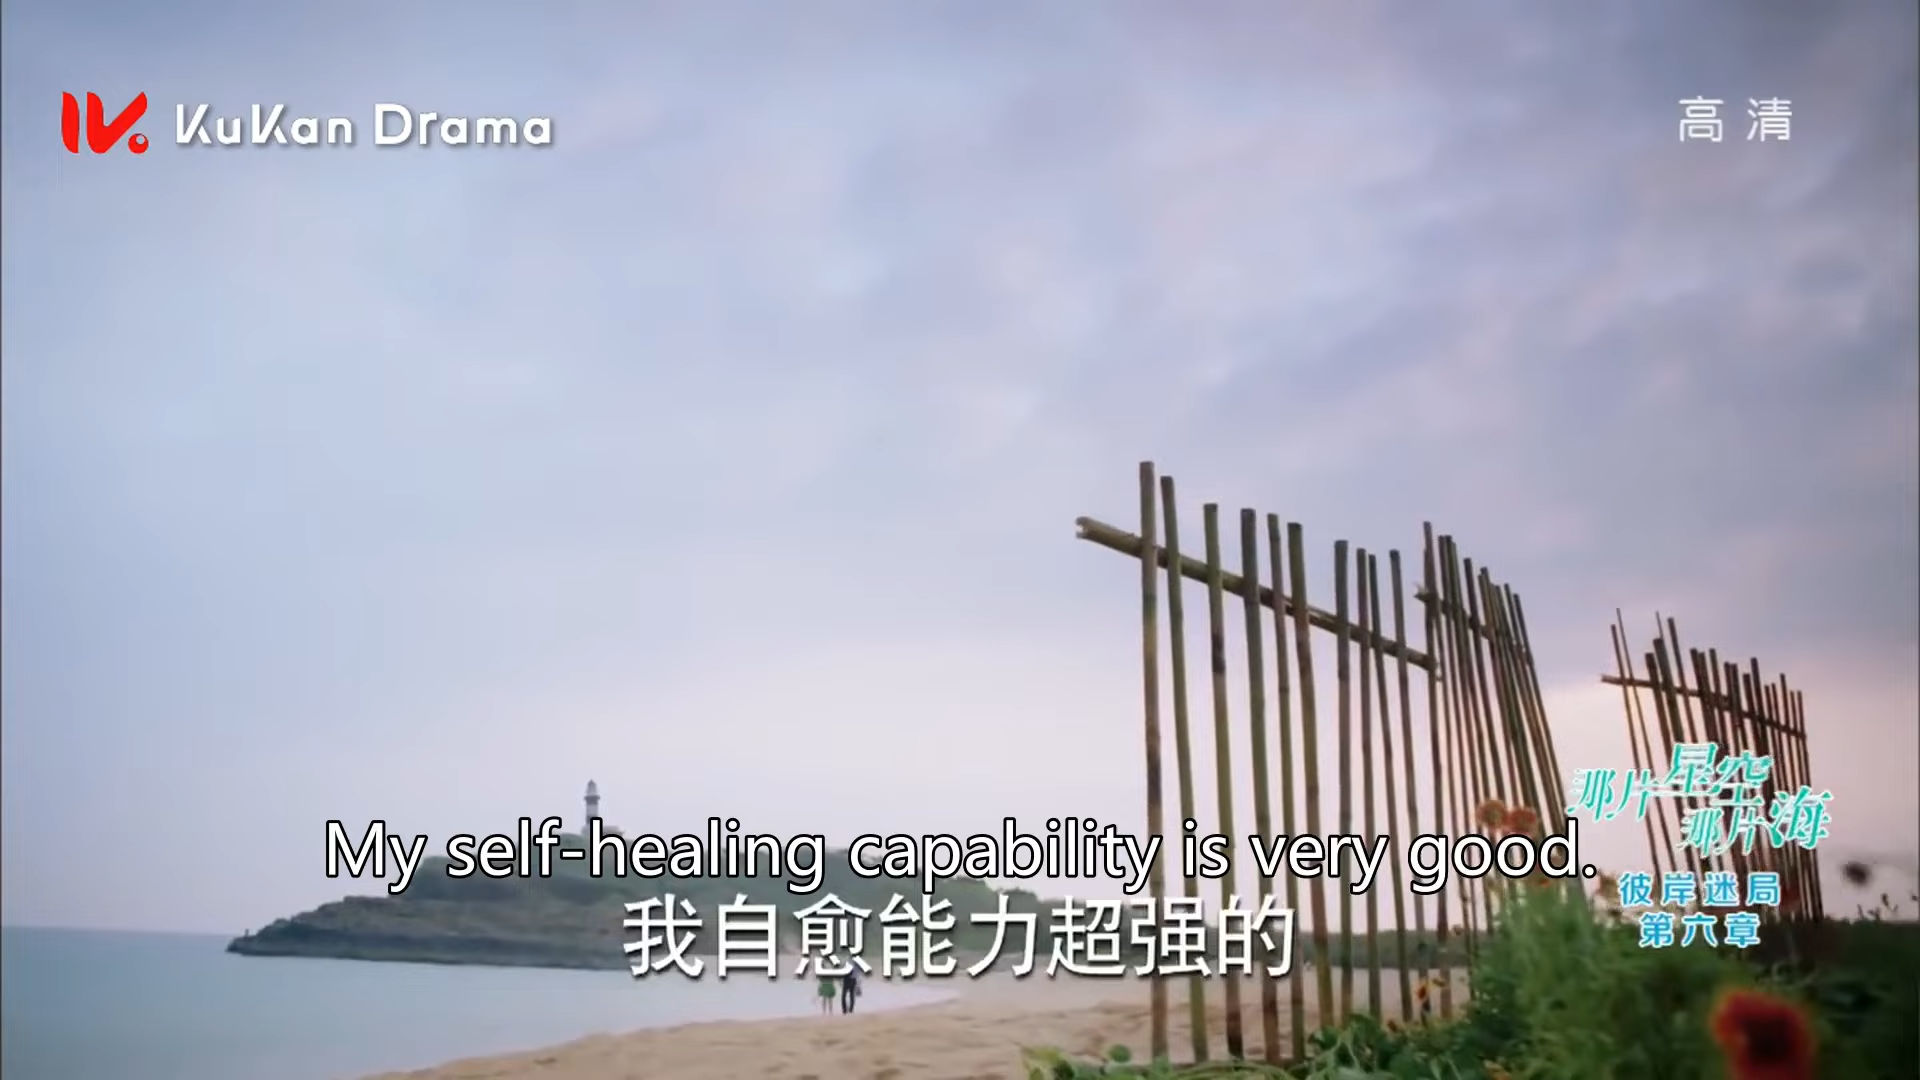 KuKan Drama
高清
My self-healing capability is very good.
我自愈能力超强的
那片星空
那片海
彼岸迷局
第六章